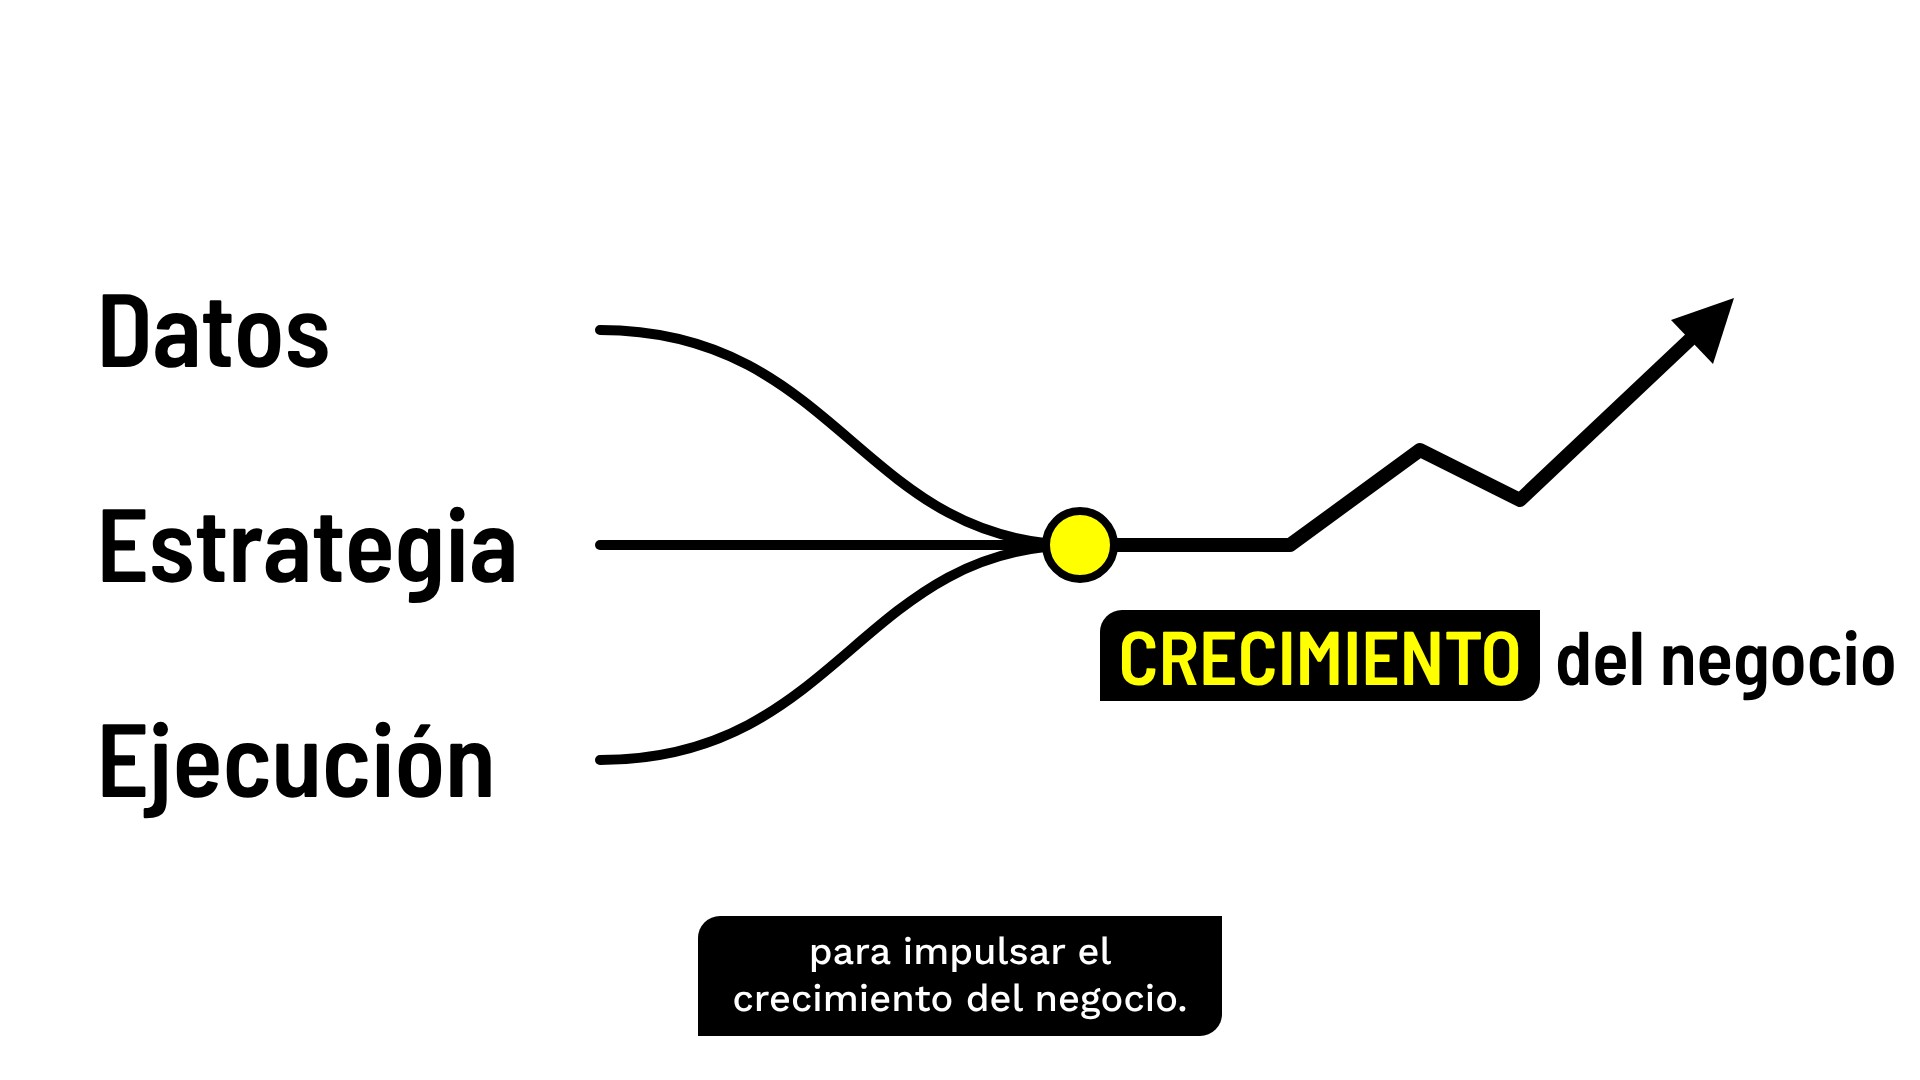 Datos
Estrategia
Ejecución
CRECIMIENTO del negocio
para impulsar el
crecimiento del negocio.